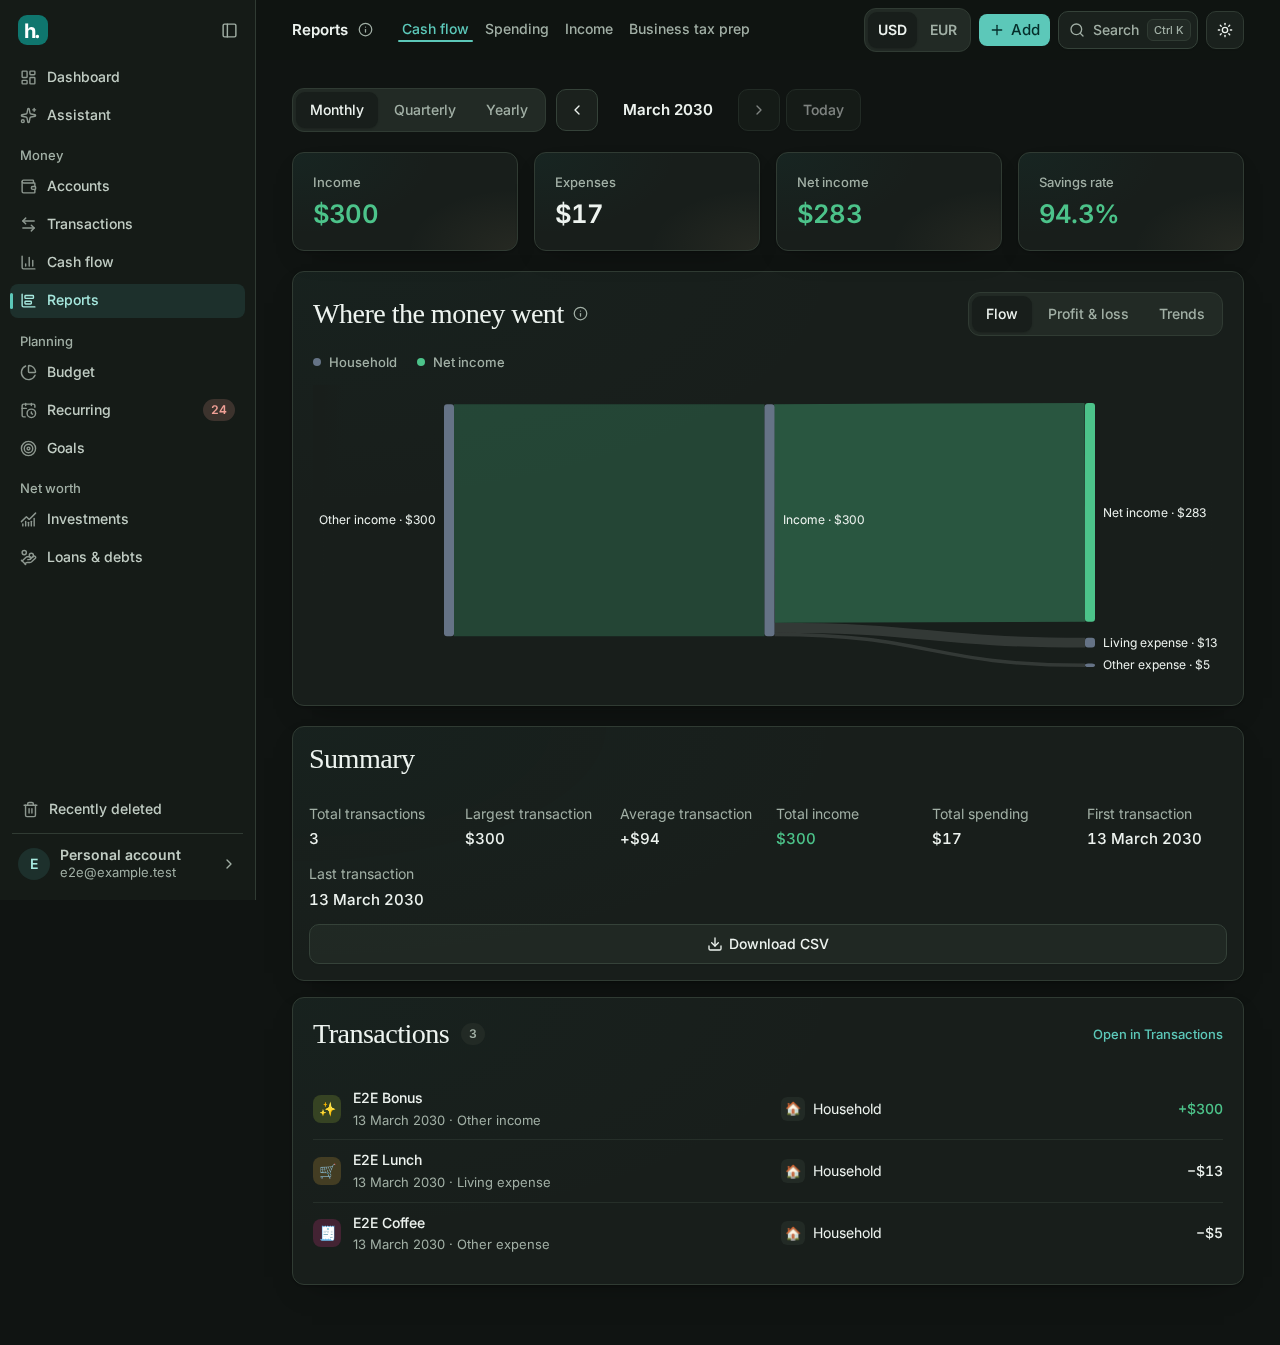 h.
Dashboard
Assistant
Money
Accounts
Transactions
Cash flow
Reports
Planning
Budget
Recurring 24
Goals
Net worth
Investments
Loans & debts
Recently deleted
E Personal account
e2e@example.test
Reports Cash flow Spending Income Business tax prep USD EUR Add Search Ctrl K
Monthly Quarterly Yearly March 2030 Today
Income Expenses Net income Savings rate
$300 $17 $283 94.3%
Where the money went Flow Profit & loss Trends
Household Net income
Other income · $300 Income · $300 Net income · $283
Living expense · $13
Other expense · $5
Summary
Total transactions Largest transaction Average transaction Total income Total spending First transaction
3 $300 +$94 $300 $17 13 March 2030
Last transaction
13 March 2030
Download CSV
Transactions 3 Open in Transactions
E2E Bonus
13 March 2030 · Other income Household +$300
E2E Lunch
13 March 2030 · Living expense Household −$13
E2E Coffee
13 March 2030 · Other expense Household −$5